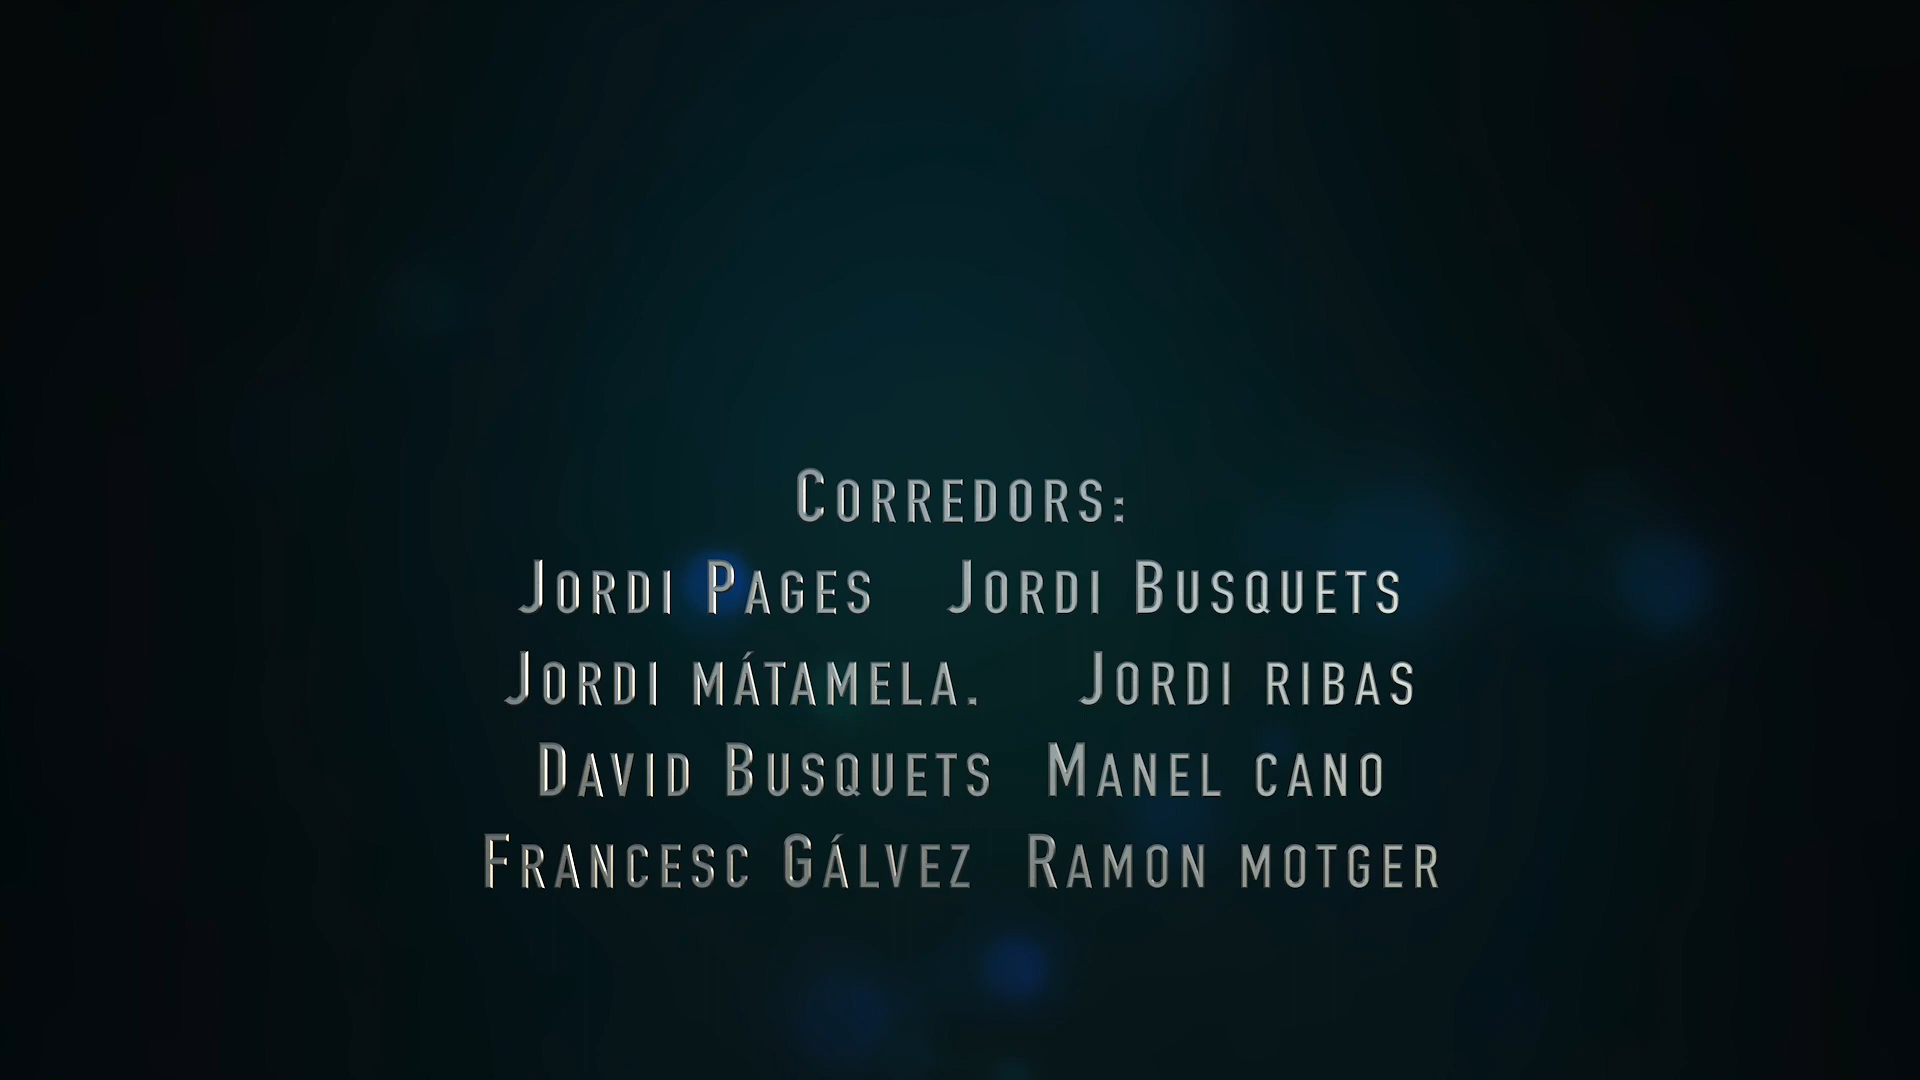 Corredors:
Jordi Pages Jordi Busquets
Jordi mátamela. Jordi ribas
David Busquets Manel cano
Francesc Gálvez Ramon motger